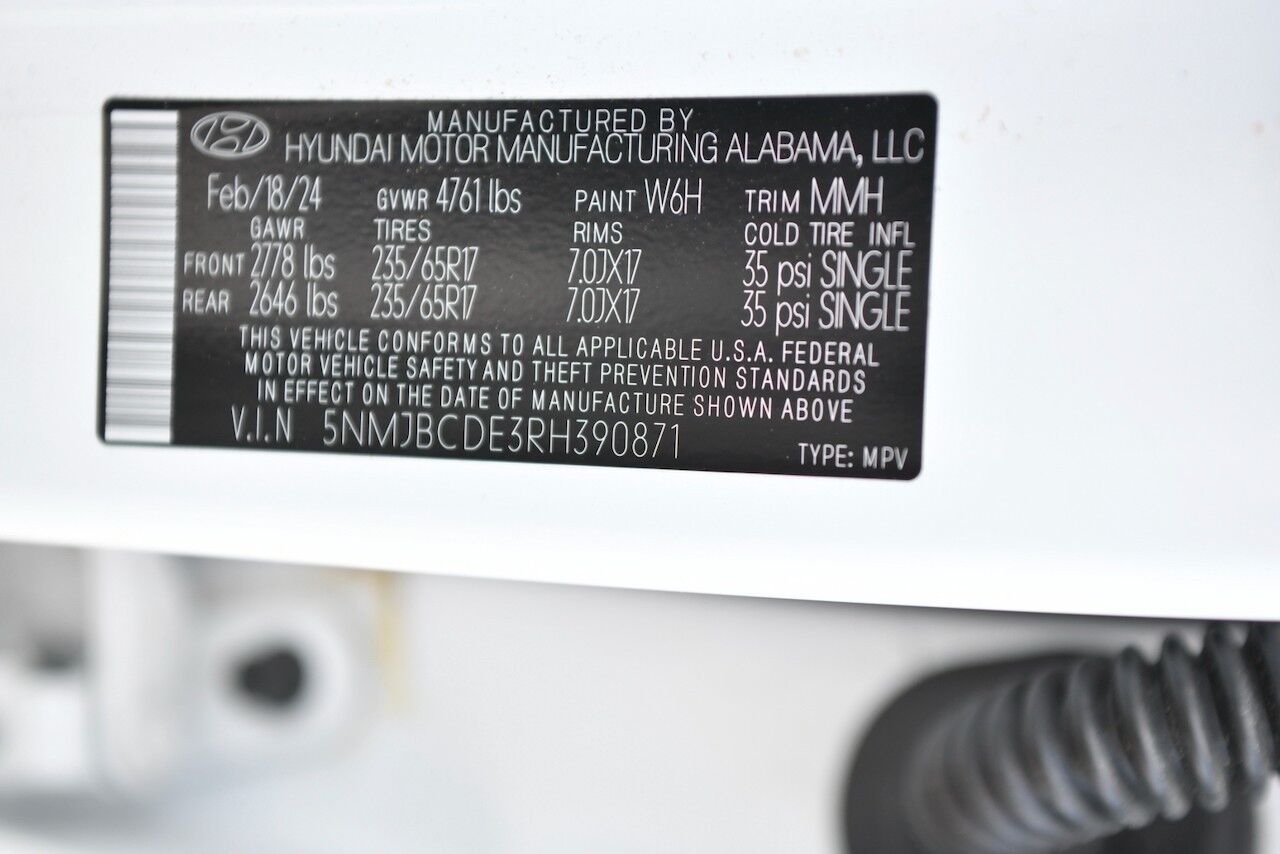 MANUFACTURED BY
HYUNDAI MOTOR MANUFACTURING ALABAMA, LLC
Feb/18/24 GVWR 4761 lbs PAINT W6H TRIM MMH
GAWR TIRES RIMS COLD TIRE INFL
FRONT 2778 lbs 235/65R17 7.0JX17 35 psi SINGLE
REAR 2646 lbs 235/65R17 7.0JX17 35 psi SINGLE
THIS VEHICLE CONFORMS TO ALL APPLICABLE U.S.A. FEDERAL
MOTOR VEHICLE SAFETY AND THEFT PREVENTION STANDARDS
IN EFFECT ON THE DATE OF MANUFACTURE SHOWN ABOVE
V.I.N 5NMJBCDE3RH390871 TYPE: MPV